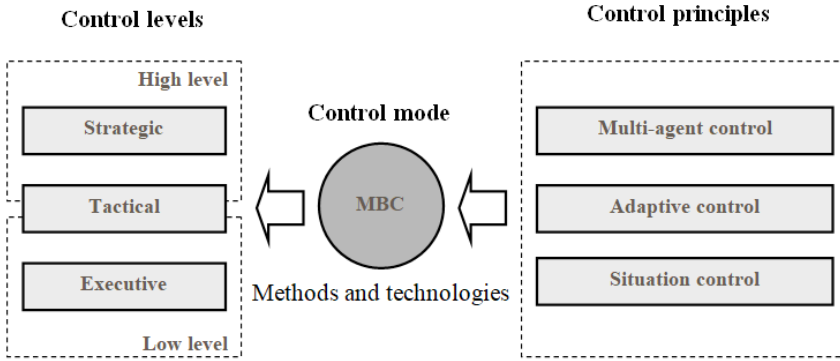 Control levels
High level
Strategic
Tactical
Executive
Low level
Control mode
MBC
Methods and technologies
Control principles
Multi-agent control
Adaptive control
Situation control